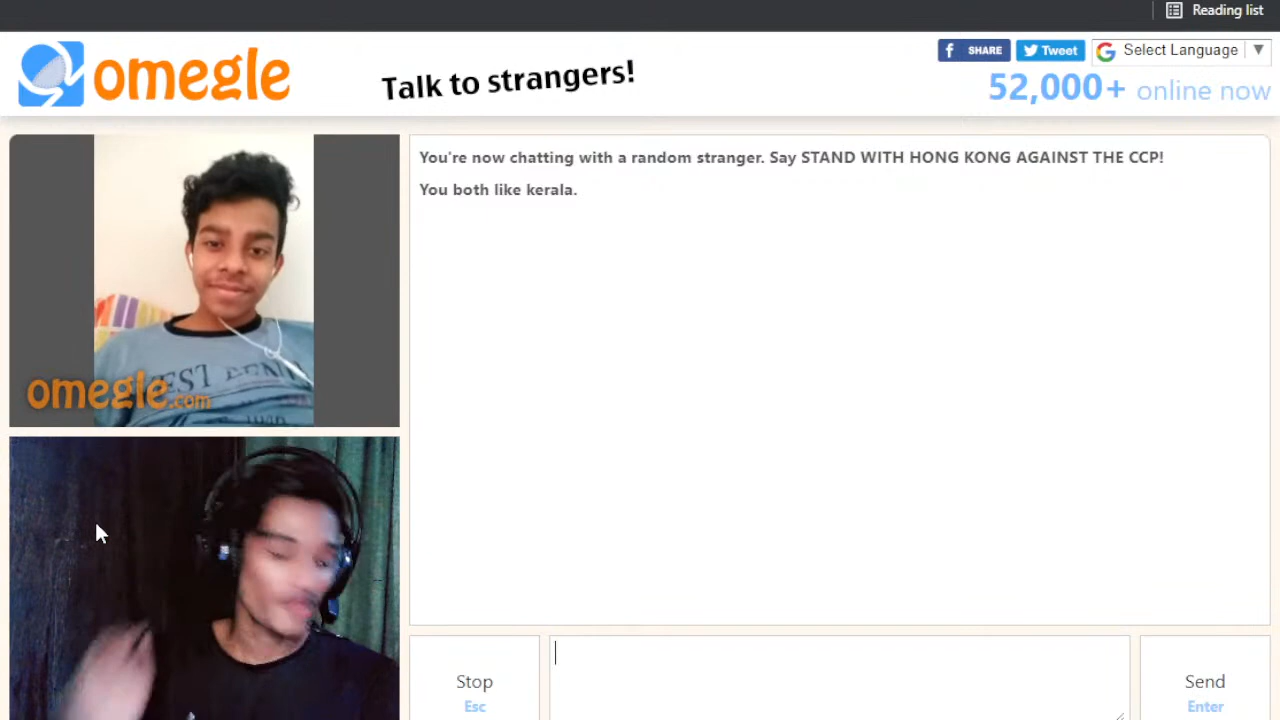 Reading list
omegle
Talk to strangers!
SHARE
Tweet
Select Language
52,000+ online now
You're now chatting with a random stranger. Say STAND WITH HONG KONG AGAINST THE CCP!
You both like kerala.
omegle.com
Stop
Esc
Send
Enter